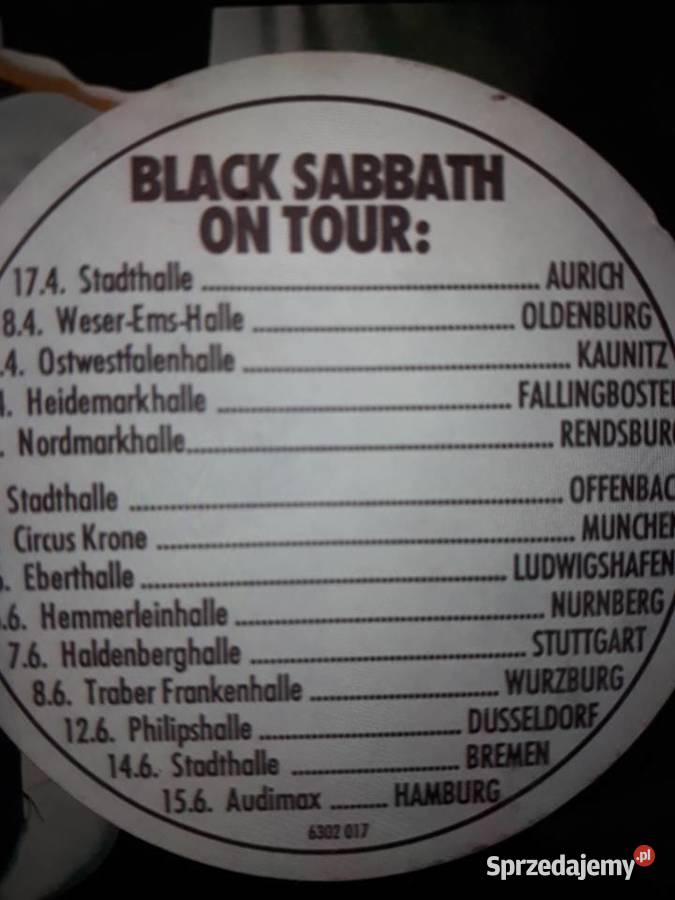 BLACK SABBATH
ON TOUR:
17.4. Stadthalle ........ AURICH
8.4. Weser-Ems-Halle ........ OLDENBURG
.4. Ostwestfalenhalle ........ KAUNITZ
. Heidemarkhalle ........ FALLINGBOSTEL
. Nordmarkhalle ........ RENDSBUR
Stadthalle ........ OFFENBAC
Circus Krone ........ MUNCHEN
. Eberthalle ........ LUDWIGSHAFEN
.6. Hemmerleinhalle ........ NURNBERG
7.6. Haldenberghalle ........ STUTTGART
8.6. Traber Frankenhalle ........ WURZBURG
12.6. Philipshalle ........ DUSSELDORF
14.6. Stadthalle ........ BREMEN
15.6. Audimax ........ HAMBURG
6302 017
Sprzedajemy.pl